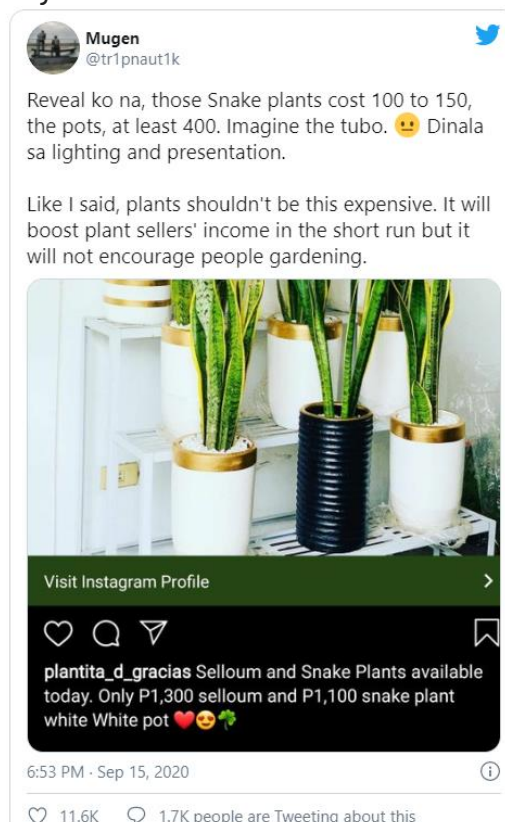 Mugen
@tr1pnaut1k
Reveal ko na, those Snake plants cost 100 to 150,
the pots, at least 400. Imagine the tubo. 😐 Dinala
sa lighting and presentation.
Like I said, plants shouldn't be this expensive. It will
boost plant sellers' income in the short run but it
will not encourage people gardening.
Visit Instagram Profile
plantita_d_gracias Selloum and Snake Plants available
today. Only P1,300 selloum and P1,100 snake plant
white White pot ❤️😍🍀
6:53 PM · Sep 15, 2020
11.6K 1.7K people are Tweeting about this